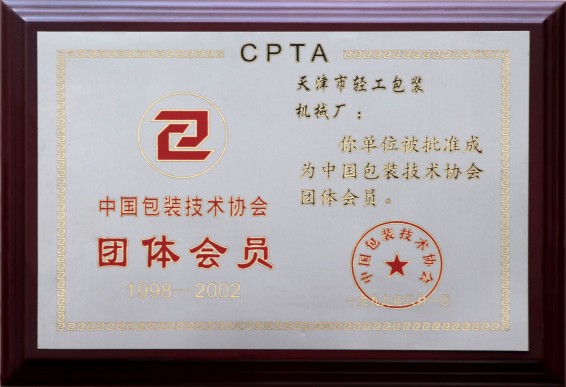 CPTA
中国包装技术协会
团体会员
1998—2002
天津市轻工包装
机械厂：
你单位被批准成
为中国包装技术协会
团体会员。
中国包装技术协会